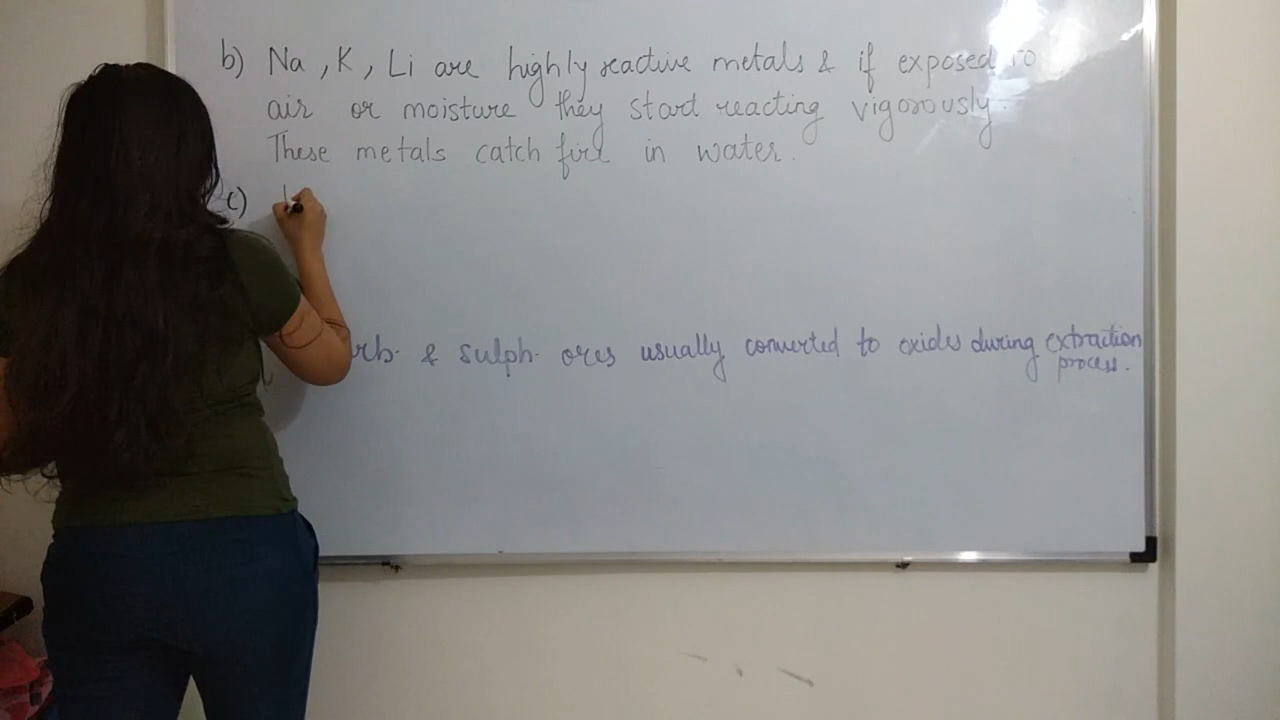 b) Na, K, Li are highly reactive metals & if exposed to
air or moisture they start reacting vigorously.
These metals catch fire in water.
c)
& sulph. ores usually converted to oxides during extraction
process.